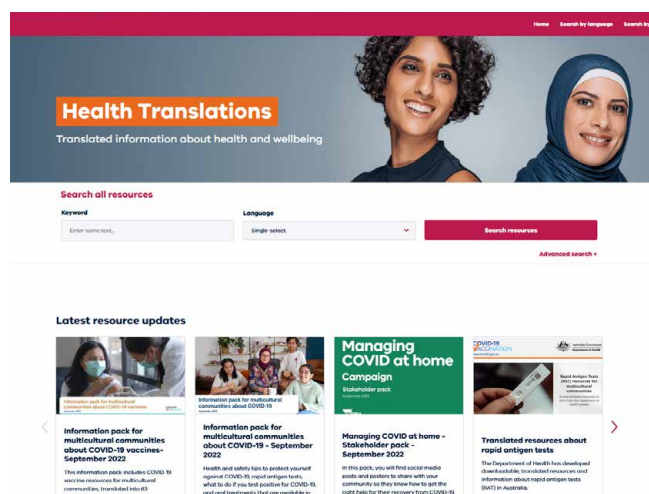 Home Search by language Search by
Health Translations
Translated information about health and wellbeing
Search all resources
Keyword
Language
Enter some text...
Single-select
Search resources
Advanced search +
Latest resource updates
Information pack for multicultural
communities about COVID-19 vaccines
Information pack for
multicultural communities
about COVID-19 vaccines-
September 2022
This information pack includes COVID-19
vaccine resources for multicultural
communities, translated into 63
Information pack for multicultural
communities about COVID-19
Information pack for
multicultural communities
about COVID-19 - September
2022
Health and safety tips to protect yourself
against COVID-19, rapid antigen tests,
what to do if you test positive for COVID-19,
and oral treatments that are available in
Managing
COVID at home
Campaign
Stakeholder pack
September 2022
Managing COVID at home -
Stakeholder pack -
September 2022
In this pack, you will find social media
posts and posters to share with your
community so they know how to get the
right help for their recovery from COVID-19.
COVID-19
VACCINATION
Australian Government
Department of Health
Rapid Antigen Tests
(RAT) resources for
multicultural
communities
Translated resources about
rapid antigen tests
The Department of Health has developed
downloadable, translated resources and
information about rapid antigen tests
(RAT) in Australia.